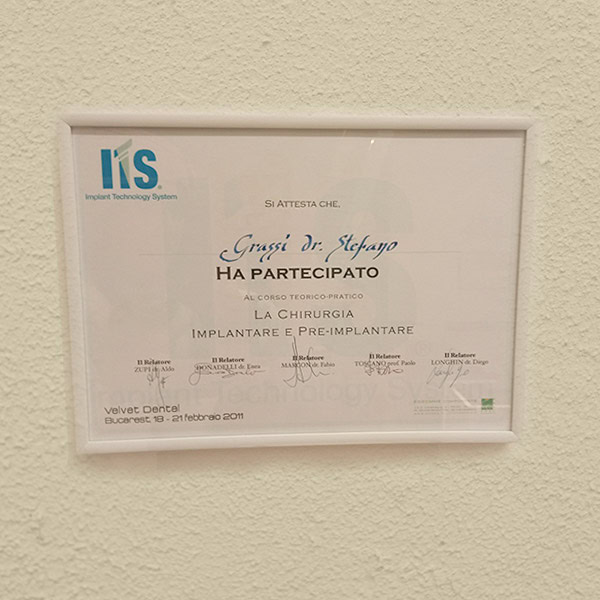 ITS
Implant Technology System
SI ATTESTA CHE,
Grassi Dr. Stefano
HA PARTECIPATO
AL CORSO TEORICO-PRATICO
LA CHIRURGIA
IMPLANTARE E PRE-IMPLANTARE
Il Relatore Il Relatore Il Relatore Il Relatore Il Relatore
ZUPI dr. Aldo DONADELLI dr. Enea MARCON dr. Fabio TOSCANO prof. Paolo LONGHIN dr. Diego
Velvet Dental
Bucarest 18 - 21 febbraio 2011